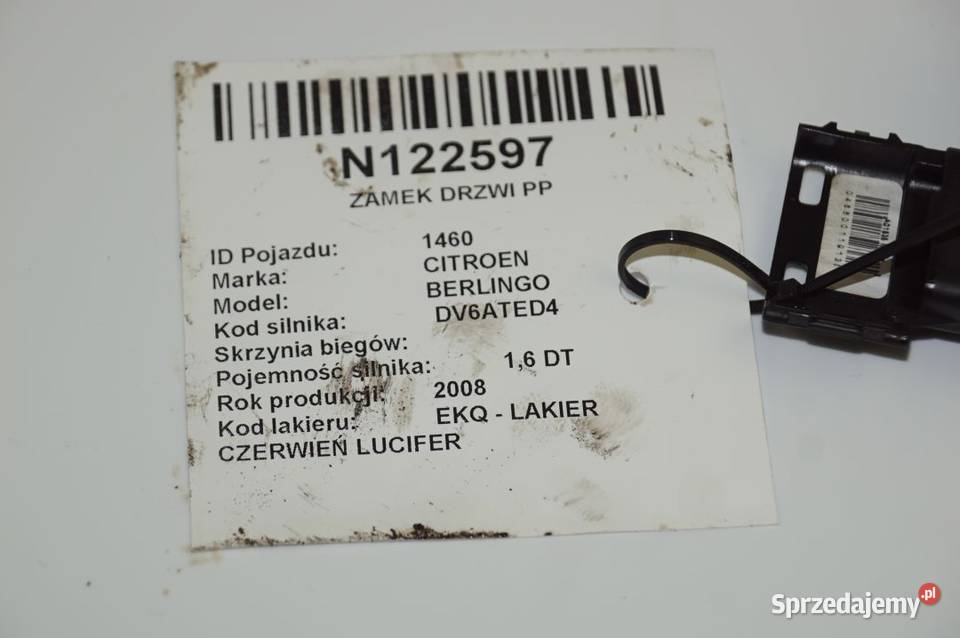 N122597
ZAMEK DRZWI PP
ID Pojazdu: 1460
Marka: CITROEN
Model: BERLINGO
Kod silnika: DV6ATED4
Skrzynia biegów:
Pojemność silnika: 1,6 DT
Rok produkcji: 2008
Kod lakieru: EKQ - LAKIER
CZERWIEŃ LUCIFER
Sprzedajemy.pl